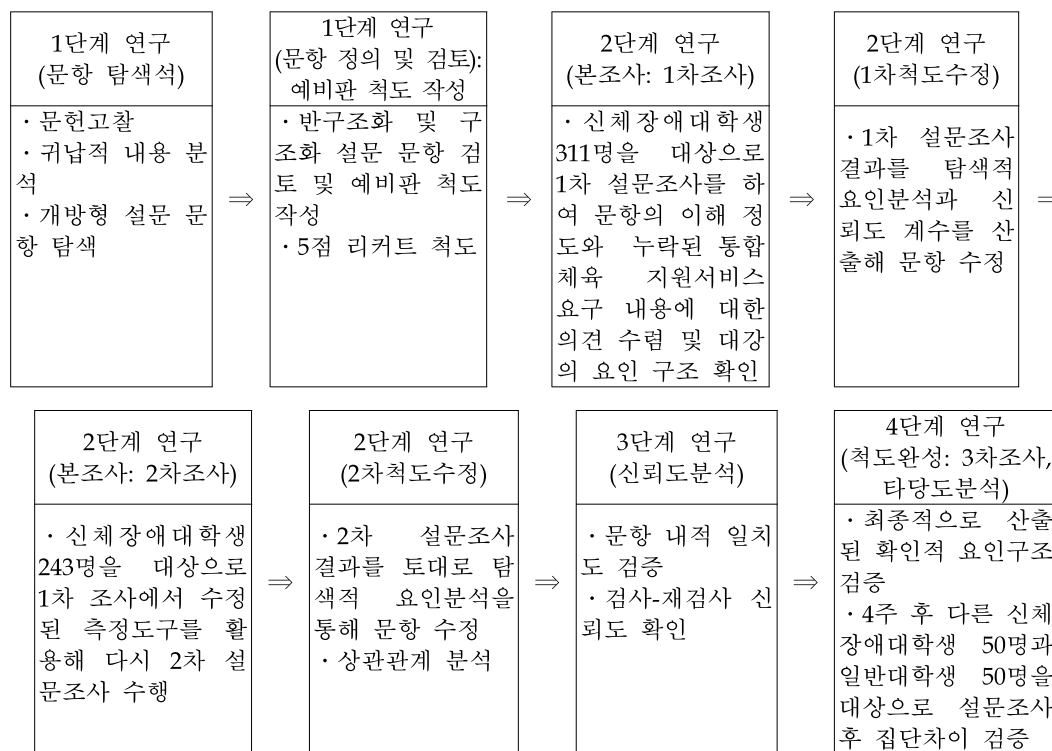 1단계 연구
(문항 탐색석)
· 문헌고찰
· 귀납적 내용 분
석
· 개방형 설문 문
항 탐색
⇒
1단계 연구
(문항 정의 및 검토):
예비판 척도 작성
· 반구조화 및 구
조화 설문 문항 검
토 및 예비판 척도
작성
· 5점 리커트 척도
⇒
2단계 연구
(본조사: 1차조사)
· 신체장애대학생
311명을 대상으로
1차 설문조사를 하
여 문항의 이해 정
도와 누락된 통합
체육 지원서비스
요구 내용에 대한
의견 수렴 및 대강
의 요인 구조 확인
⇒
2단계 연구
(1차척도수정)
· 1차 설문조사
결과를 탐색적
요인분석과 신
뢰도 계수를 산
출해 문항 수정
⇒
2단계 연구
(본조사: 2차조사)
· 신체장애대학생
243명을 대상으로
1차 조사에서 수정
된 측정도구를 활
용해 다시 2차 설
문조사 수행
⇒
2단계 연구
(2차척도수정)
· 2차 설문조사
결과를 토대로 탐
색적 요인분석을
통해 문항 수정
· 상관관계 분석
⇒
3단계 연구
(신뢰도분석)
· 문항 내적 일치
도 검증
· 검사-재검사 신
뢰도 확인
⇒
4단계 연구
(척도완성: 3차조사,
타당도분석)
· 최종적으로 산출
된 확인적 요인구조
검증
· 4주 후 다른 신체
장애대학생 50명과
일반대학생 50명을
대상으로 설문조사
후 집단차이 검증